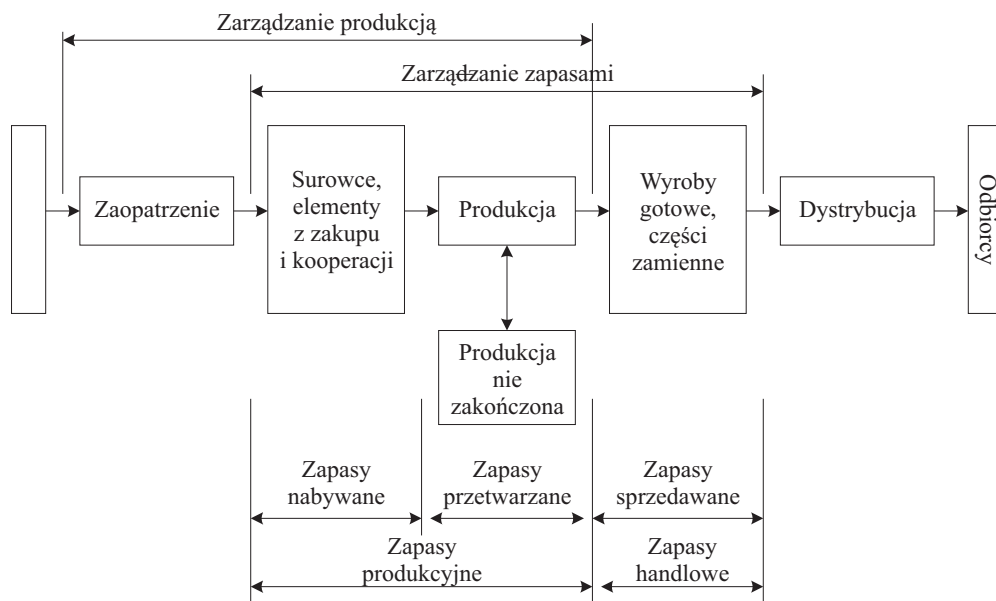 Zarządzanie produkcją
Zarządzanie zapasami
Zaopatrzenie
Surowce,
elementy
z zakupu
i kooperacji
Produkcja
Wyroby
gotowe,
części
zamienne
Dystrybucja
Odbiorcy
Produkcja
nie
zakończona
Zapasy
nabywane
Zapasy
przetwarzane
Zapasy
sprzedawane
Zapasy
produkcyjne
Zapasy
handlowe